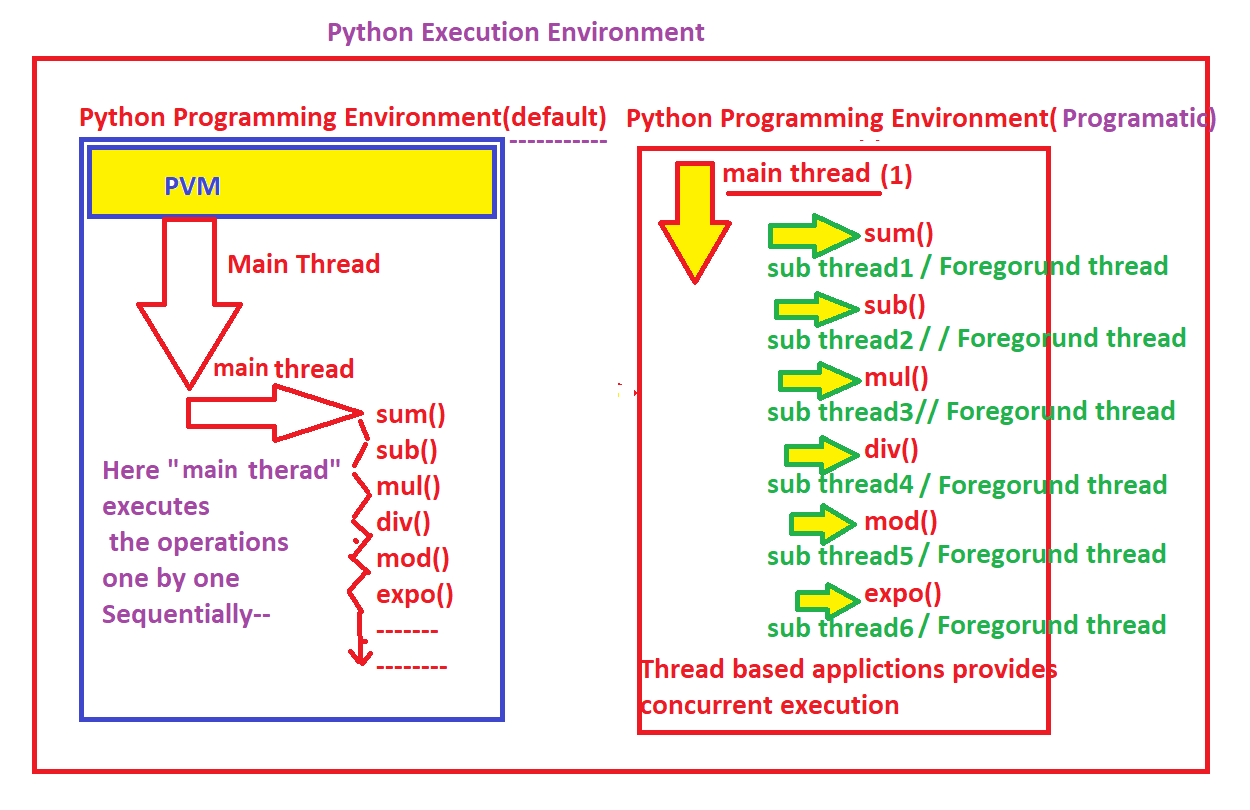 Python Execution Environment
Python Programming Environment(default)
-----------
PVM
Main Thread
main thread
sum()
sub()
mul()
div()
mod()
expo()
-------
---------
Here "main therad"
executes
the operations
one by one
Sequentially--
Python Programming Environment( Programatic)
main thread (1)
sum()
sub thread1 / Foregorund thread
sub()
sub thread2 / / Foregorund thread
mul()
sub thread3// Foregorund thread
div()
sub thread4 / Foregorund thread
mod()
sub thread5 / Foregorund thread
expo()
sub thread6 / Foregorund thread
Thread based applictions provides
concurrent execution